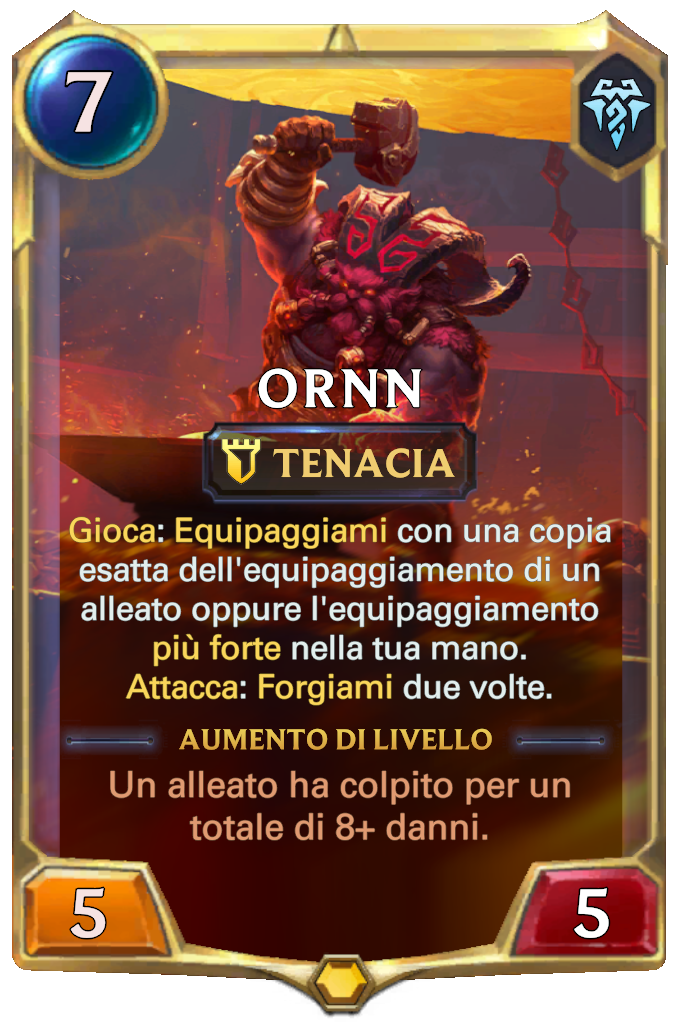 7
ORNN
TENACIA
Gioca: Equipaggiami con una copia
esatta dell'equipaggiamento di un
alleato oppure l'equipaggiamento
più forte nella tua mano.
Attacca: Forgiami due volte.
AUMENTO DI LIVELLO
Un alleato ha colpito per un
totale di 8+ danni.
5
5